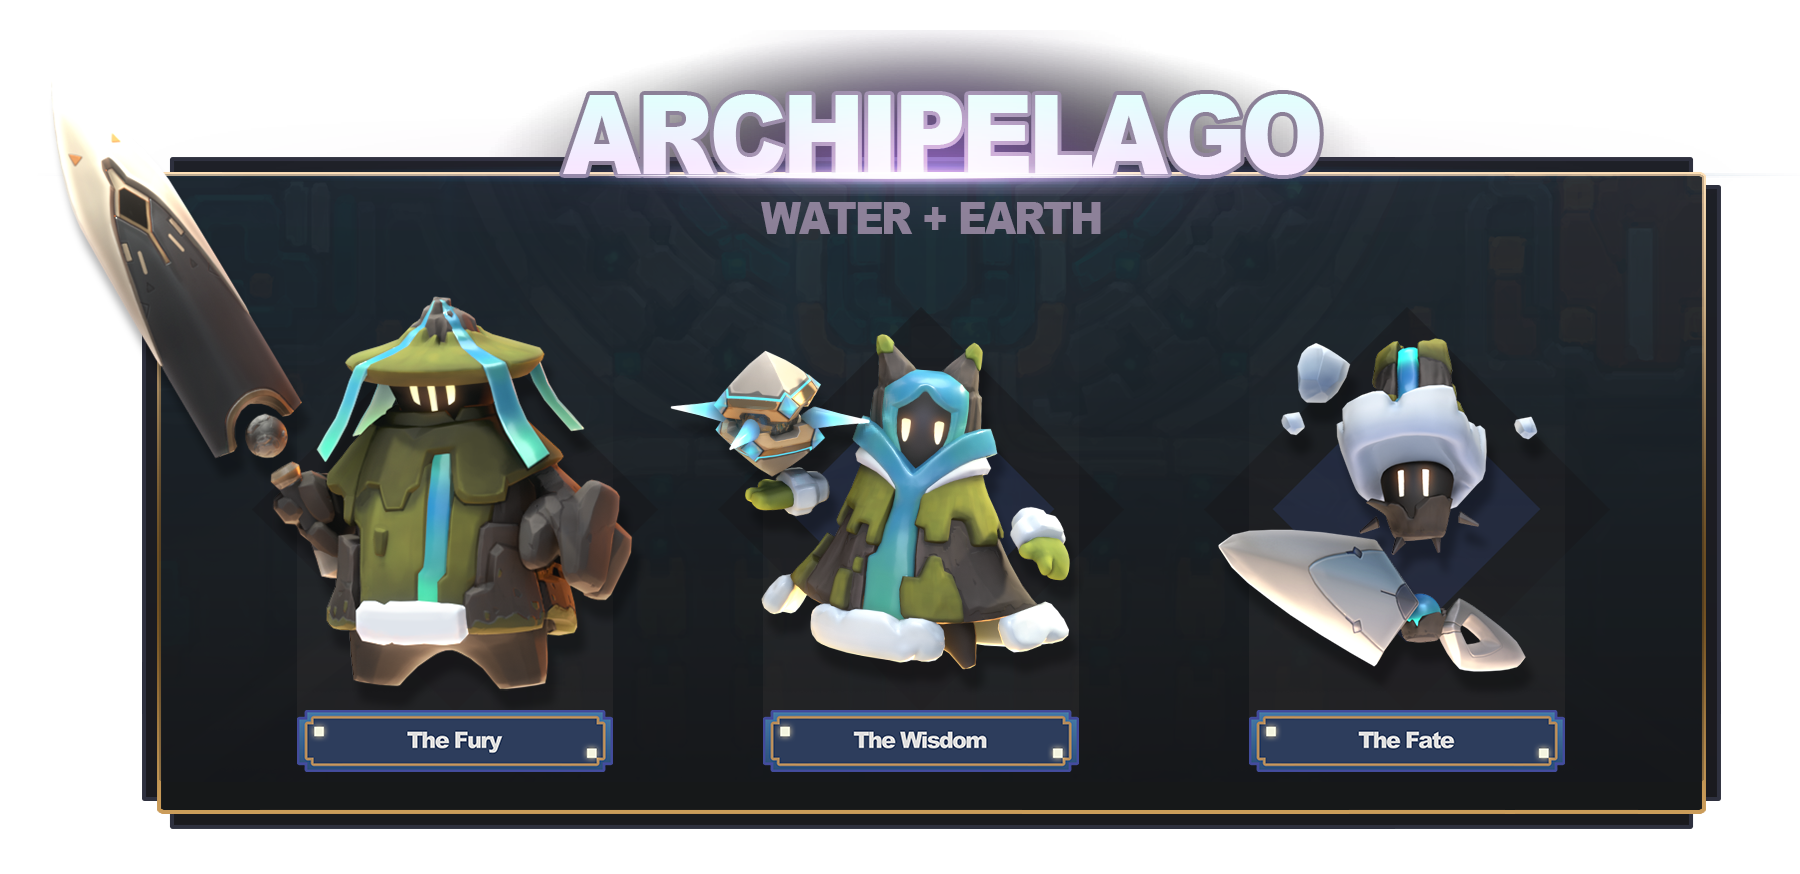 ARCHIPELAGO
WATER + EARTH
The Fury
The Wisdom
The Fate